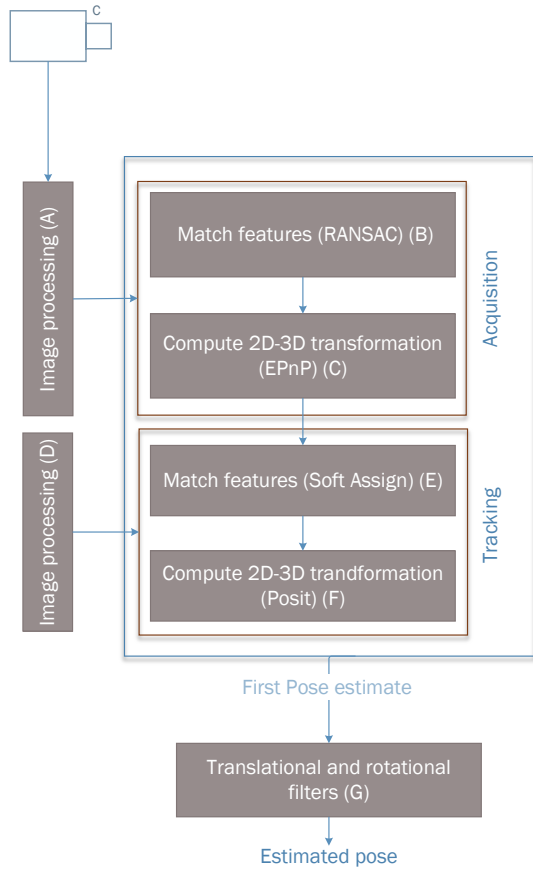 C
Image processing (A)
Match features (RANSAC) (B)
Compute 2D-3D transformation
(EPnP) (C)
Acquisition
Image processing (D)
Match features (Soft Assign) (E)
Compute 2D-3D trandformation
(Posit) (F)
Tracking
First Pose estimate
Translational and rotational
filters (G)
Estimated pose